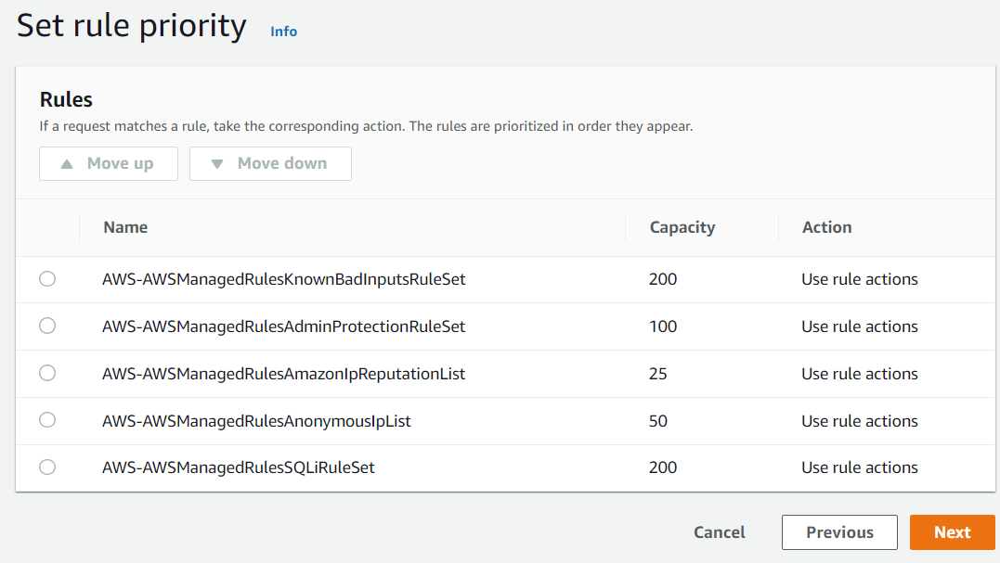 Set rule priority Info
Rules
If a request matches a rule, take the corresponding action. The rules are prioritized in order they appear.
▲ Move up ▼ Move down
Name Capacity Action
AWS-AWSManagedRulesKnownBadInputsRuleSet 200 Use rule actions
AWS-AWSManagedRulesAdminProtectionRuleSet 100 Use rule actions
AWS-AWSManagedRulesAmazonIpReputationList 25 Use rule actions
AWS-AWSManagedRulesAnonymousIpList 50 Use rule actions
AWS-AWSManagedRulesSQLiRuleSet 200 Use rule actions
Cancel Previous Next